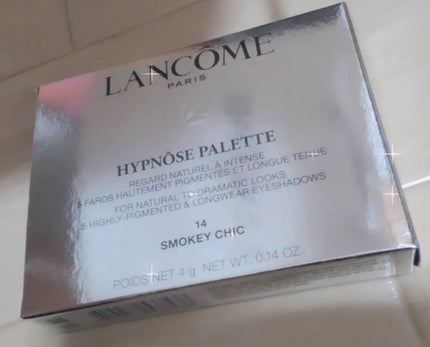 LANCÔME
PARIS
HYPNÔSE PALETTE
REGARD NATUREL À INTENSE
5 FARDS HAUTEMENT PIGMENTÉS ET LONGUE TENUE
FOR NATURAL TO DRAMATIC LOOKS
5 HIGHLY-PIGMENTED & LONGWEAR EYESHADOWS
14
SMOKEY CHIC
POIDS NET 4 g NET WT. 0.14 OZ.